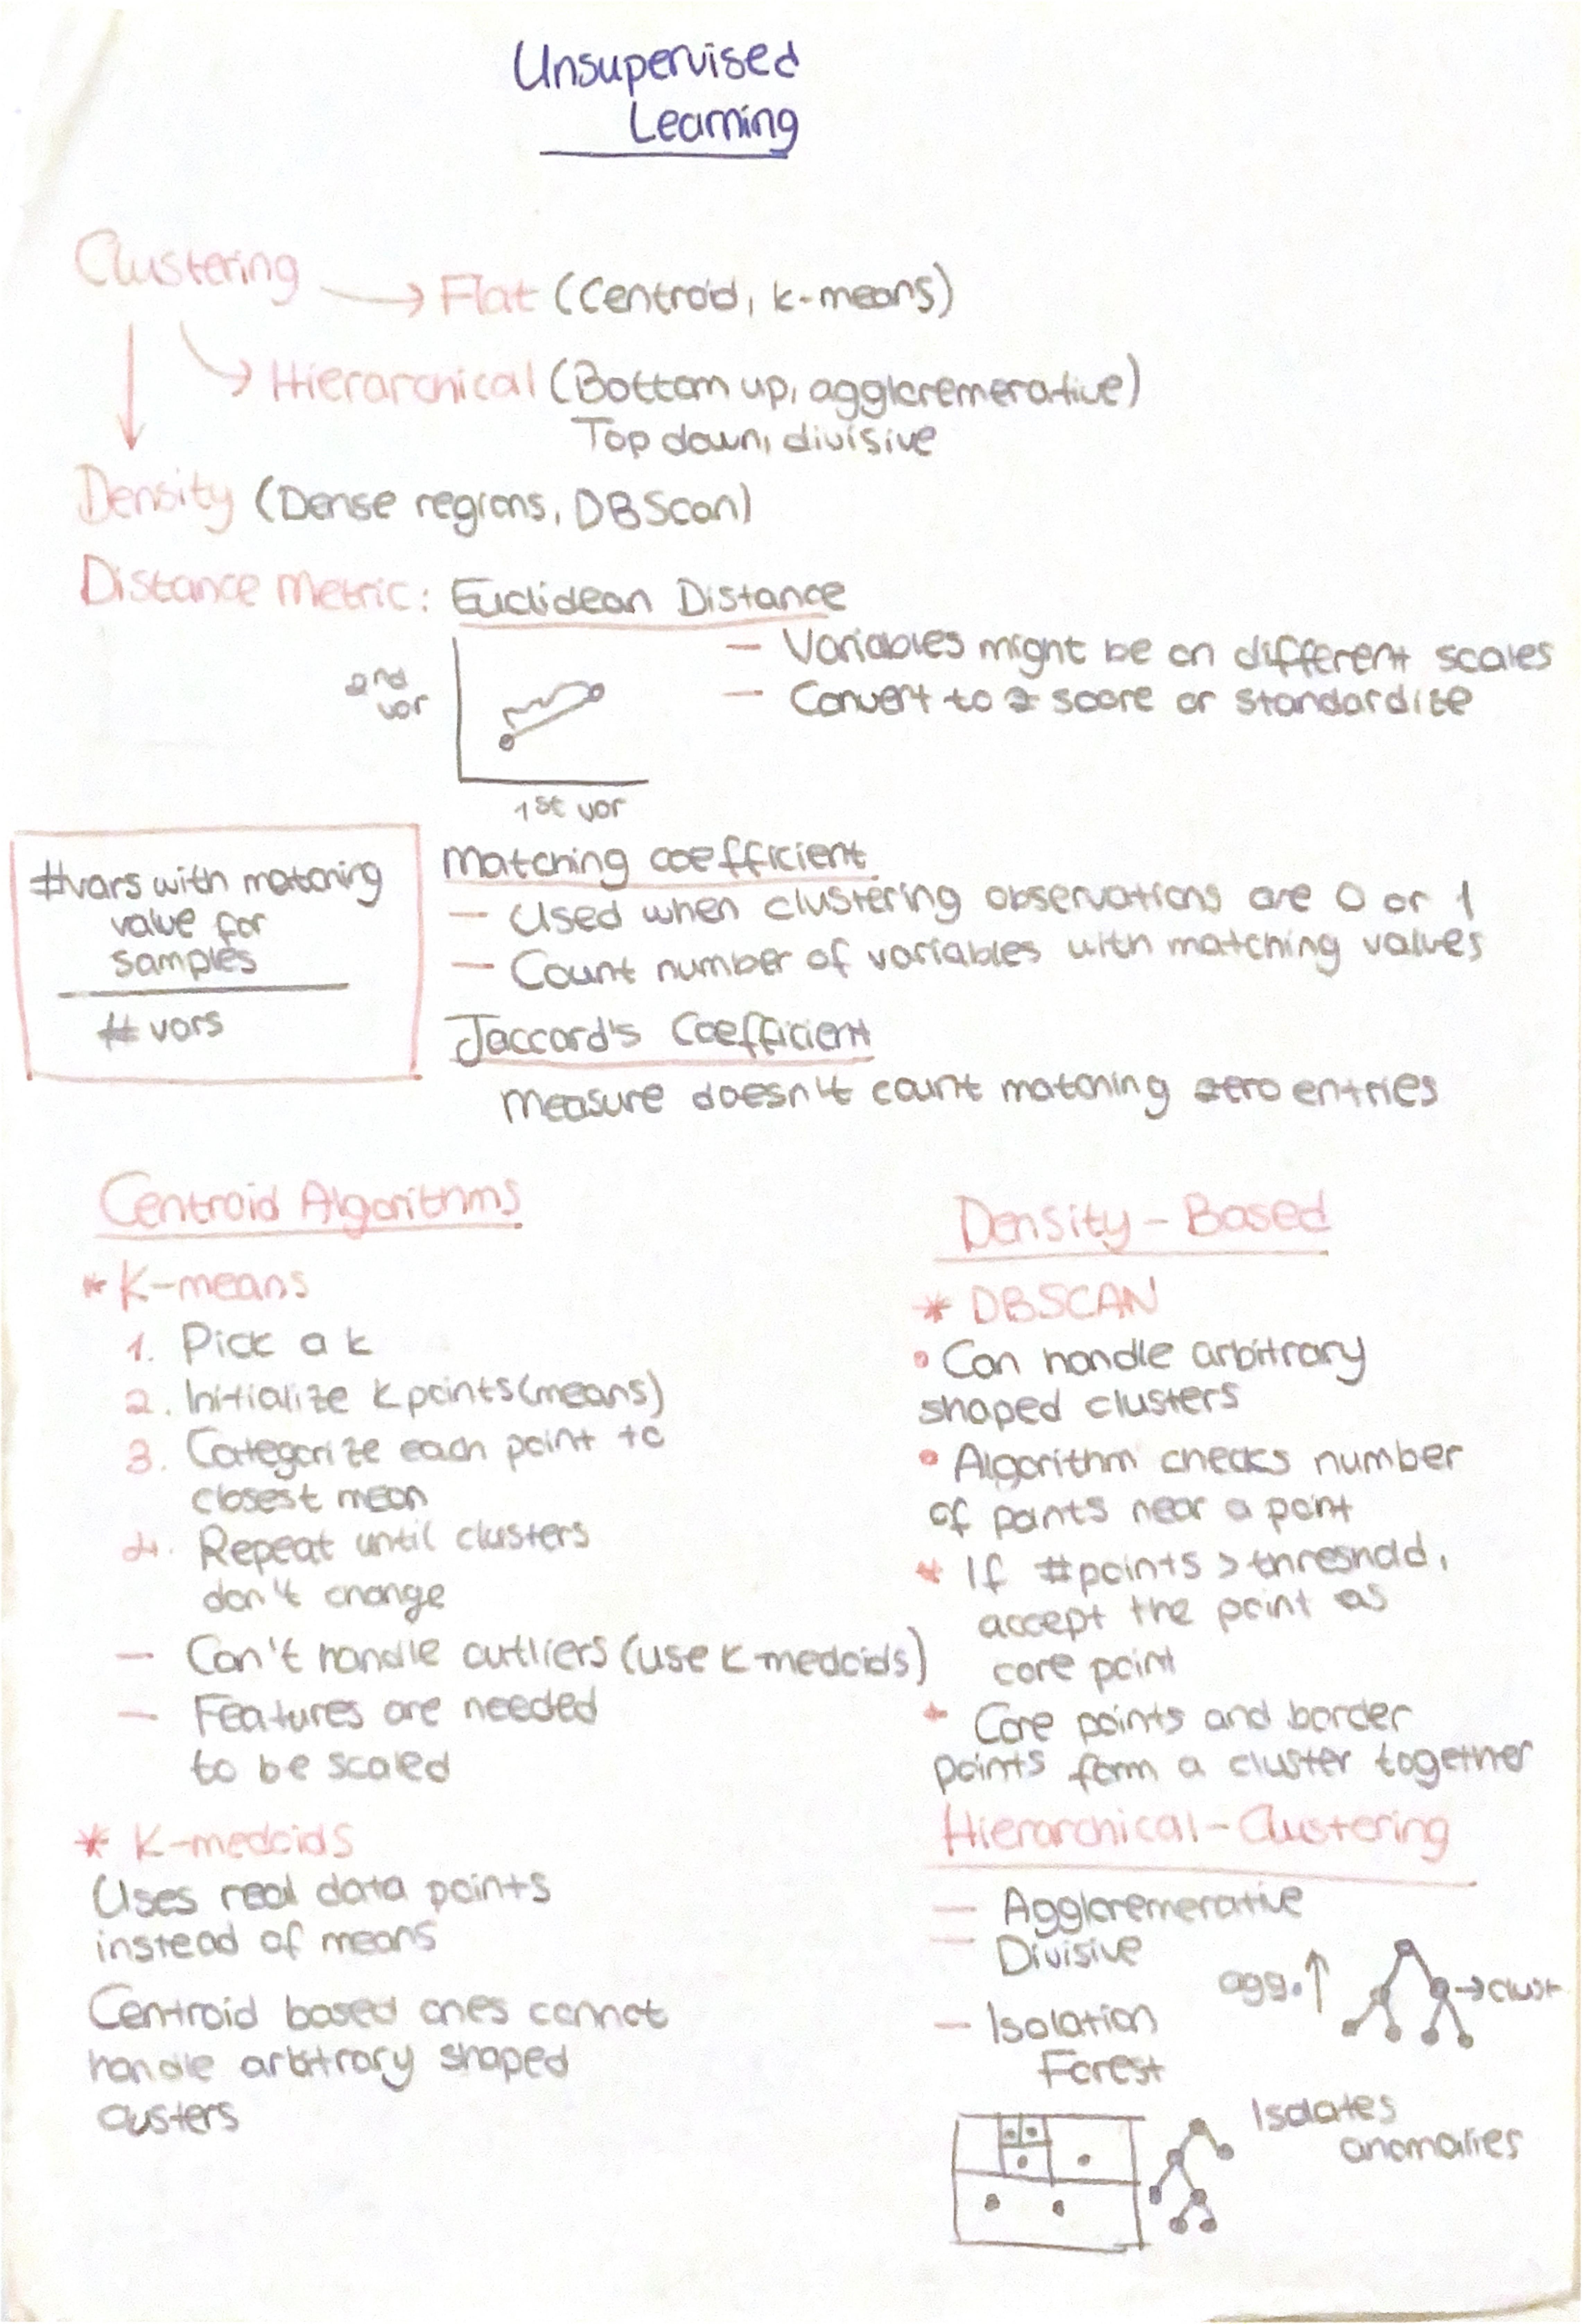 Unsupervised
Learning
Clustering
Flat (Centroid, k-means)
Hierarchical (Bottom up, aggloremerative)
Top down, divisive
Density (Dense regions, DBScan)
Distance Metric: Euclidean Distance
- Variables might be on different scales
- Convert to z score or standardize
2nd
var
1st var
#vars with matching
value for
samples
# vars
Matching coefficient
- Used when clustering observations are 0 or 1
- Count number of variables with matching values
Jaccard's Coefficient
Measure doesn't count matching zero entries
Centroid Algorithms
* K-means
1. Pick a k
2. Initialize k points (means)
3. Categorize each point to
closest mean
4. Repeat until clusters
don't change
- Can't handle outliers (use K-medoids)
- Features are needed
to be scaled
* K-medoids
Uses real data points
instead of means
Centroid based ones cannot
handle arbitrary shaped
clusters
Density-Based
* DBSCAN
• Can handle arbitrary
shaped clusters
• Algorithm checks number
of points near a point
* If #points > threshold,
accept the point as
core point
* Core points and border
points form a cluster together
Hierarchical-Clustering
- Aggloremerative
- Divisive
agg. ↑
→ clust
- Isolation
Forest
Isolates
anomalies